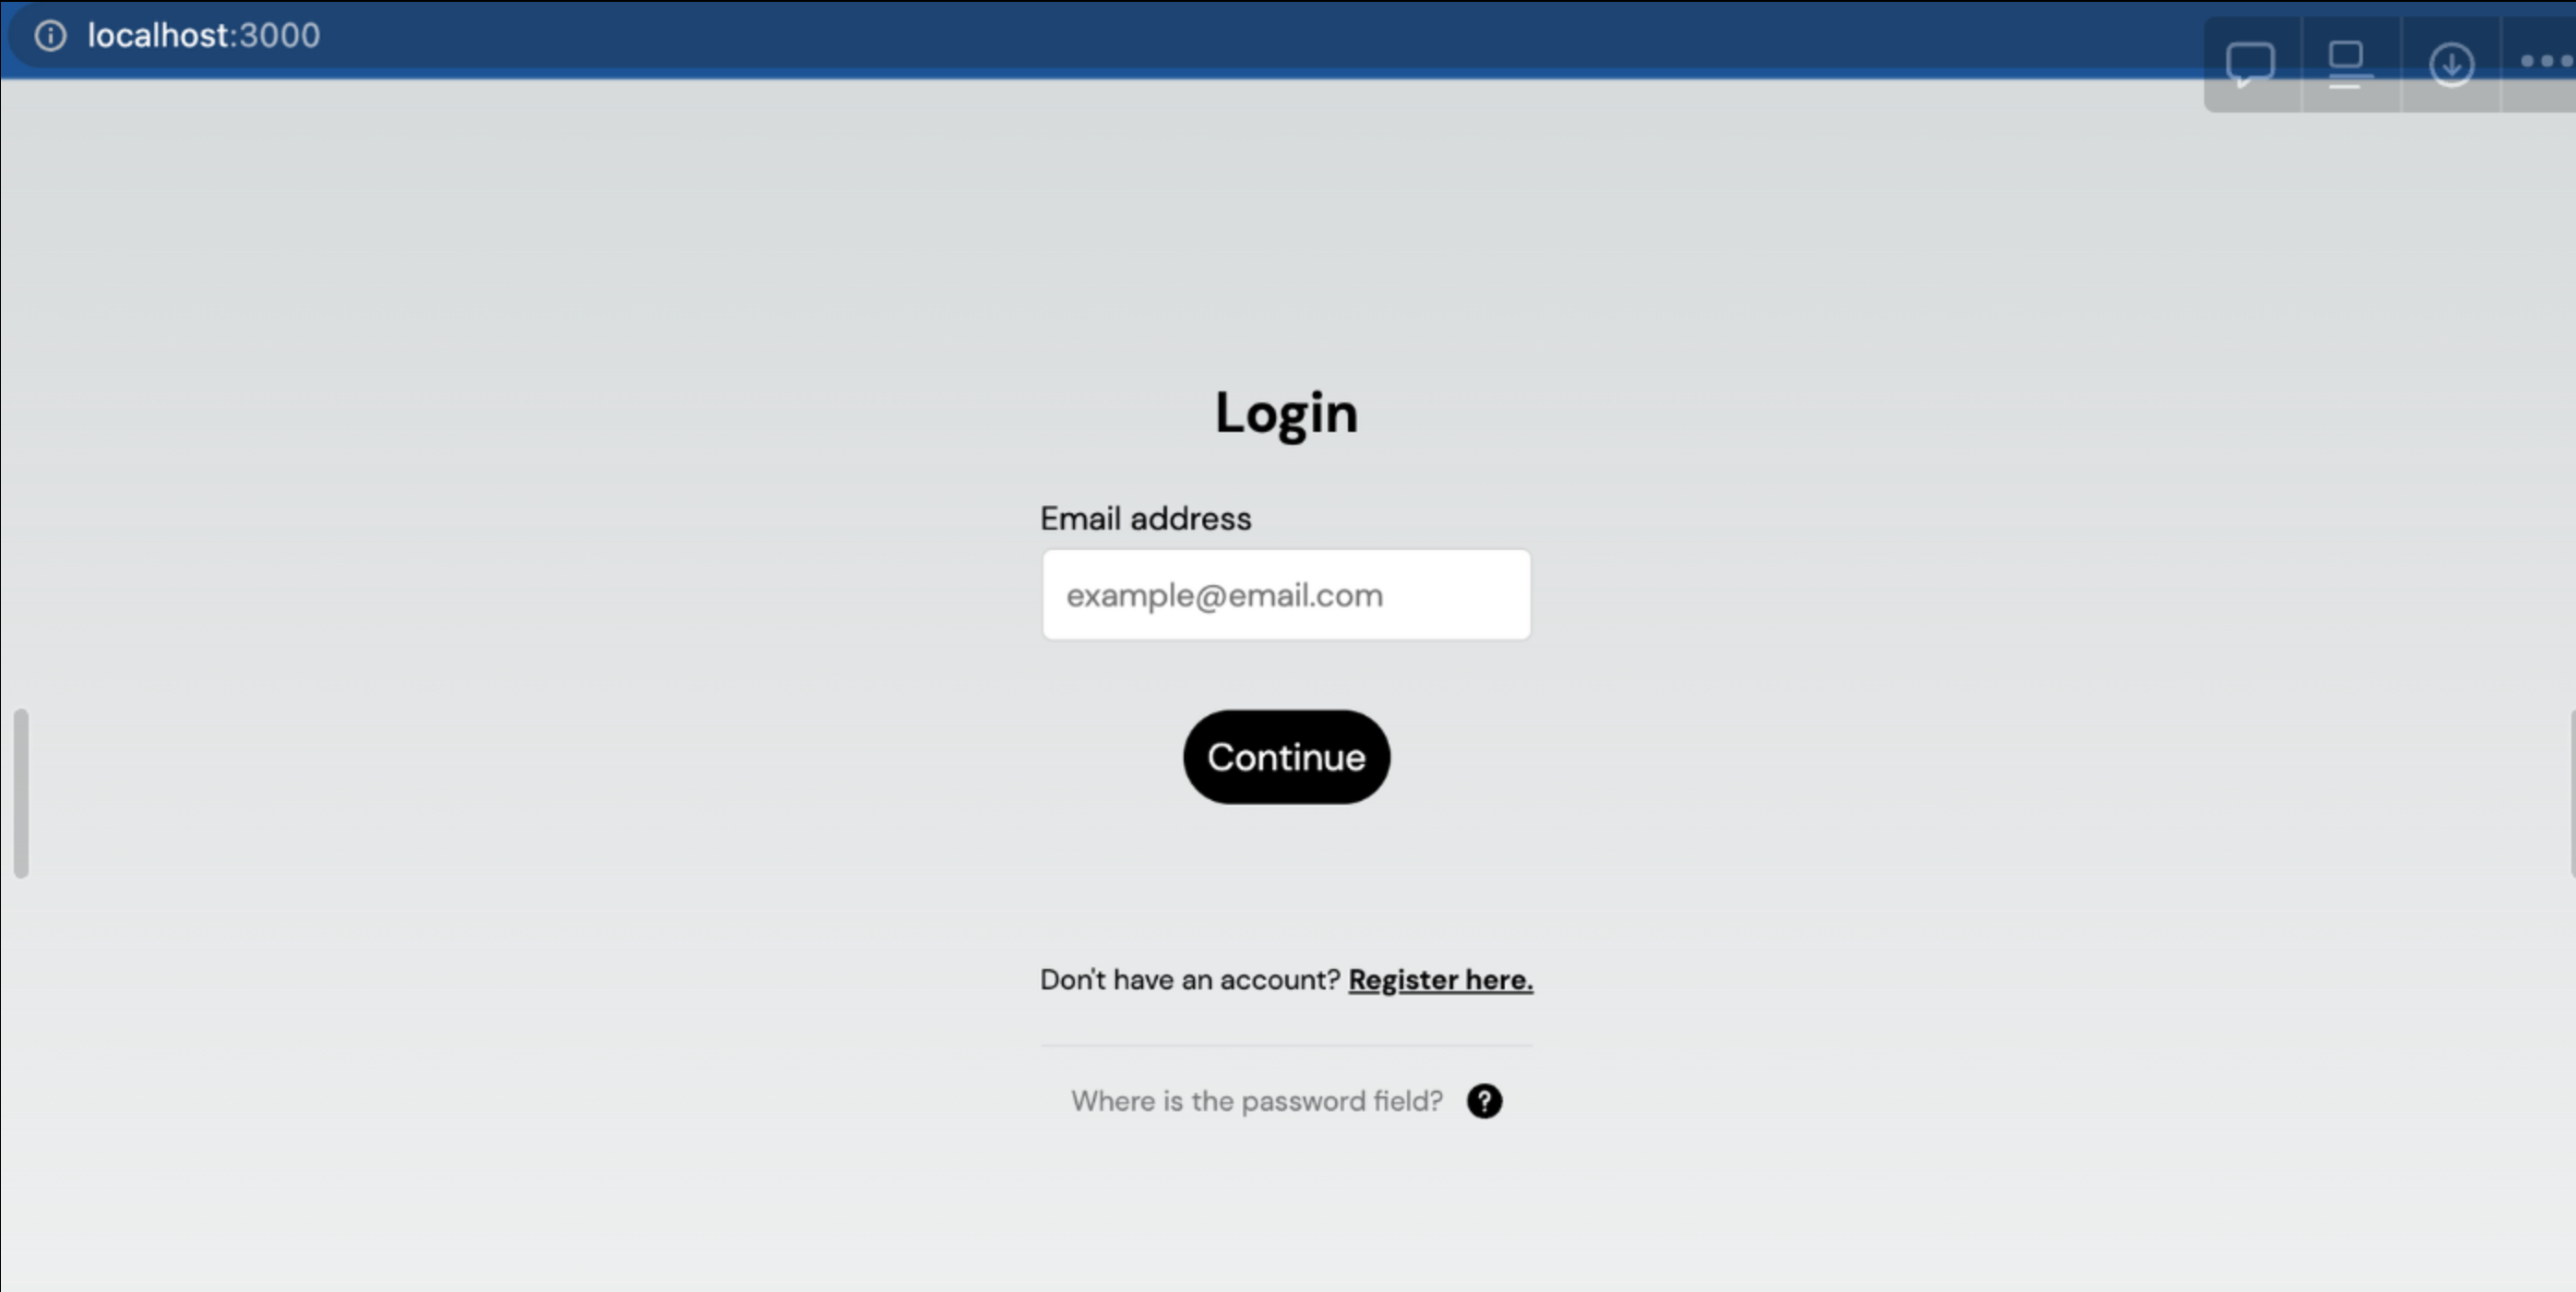 localhost:3000
Login
Email address
example@email.com
Continue
Don't have an account? Register here.
Where is the password field? ?